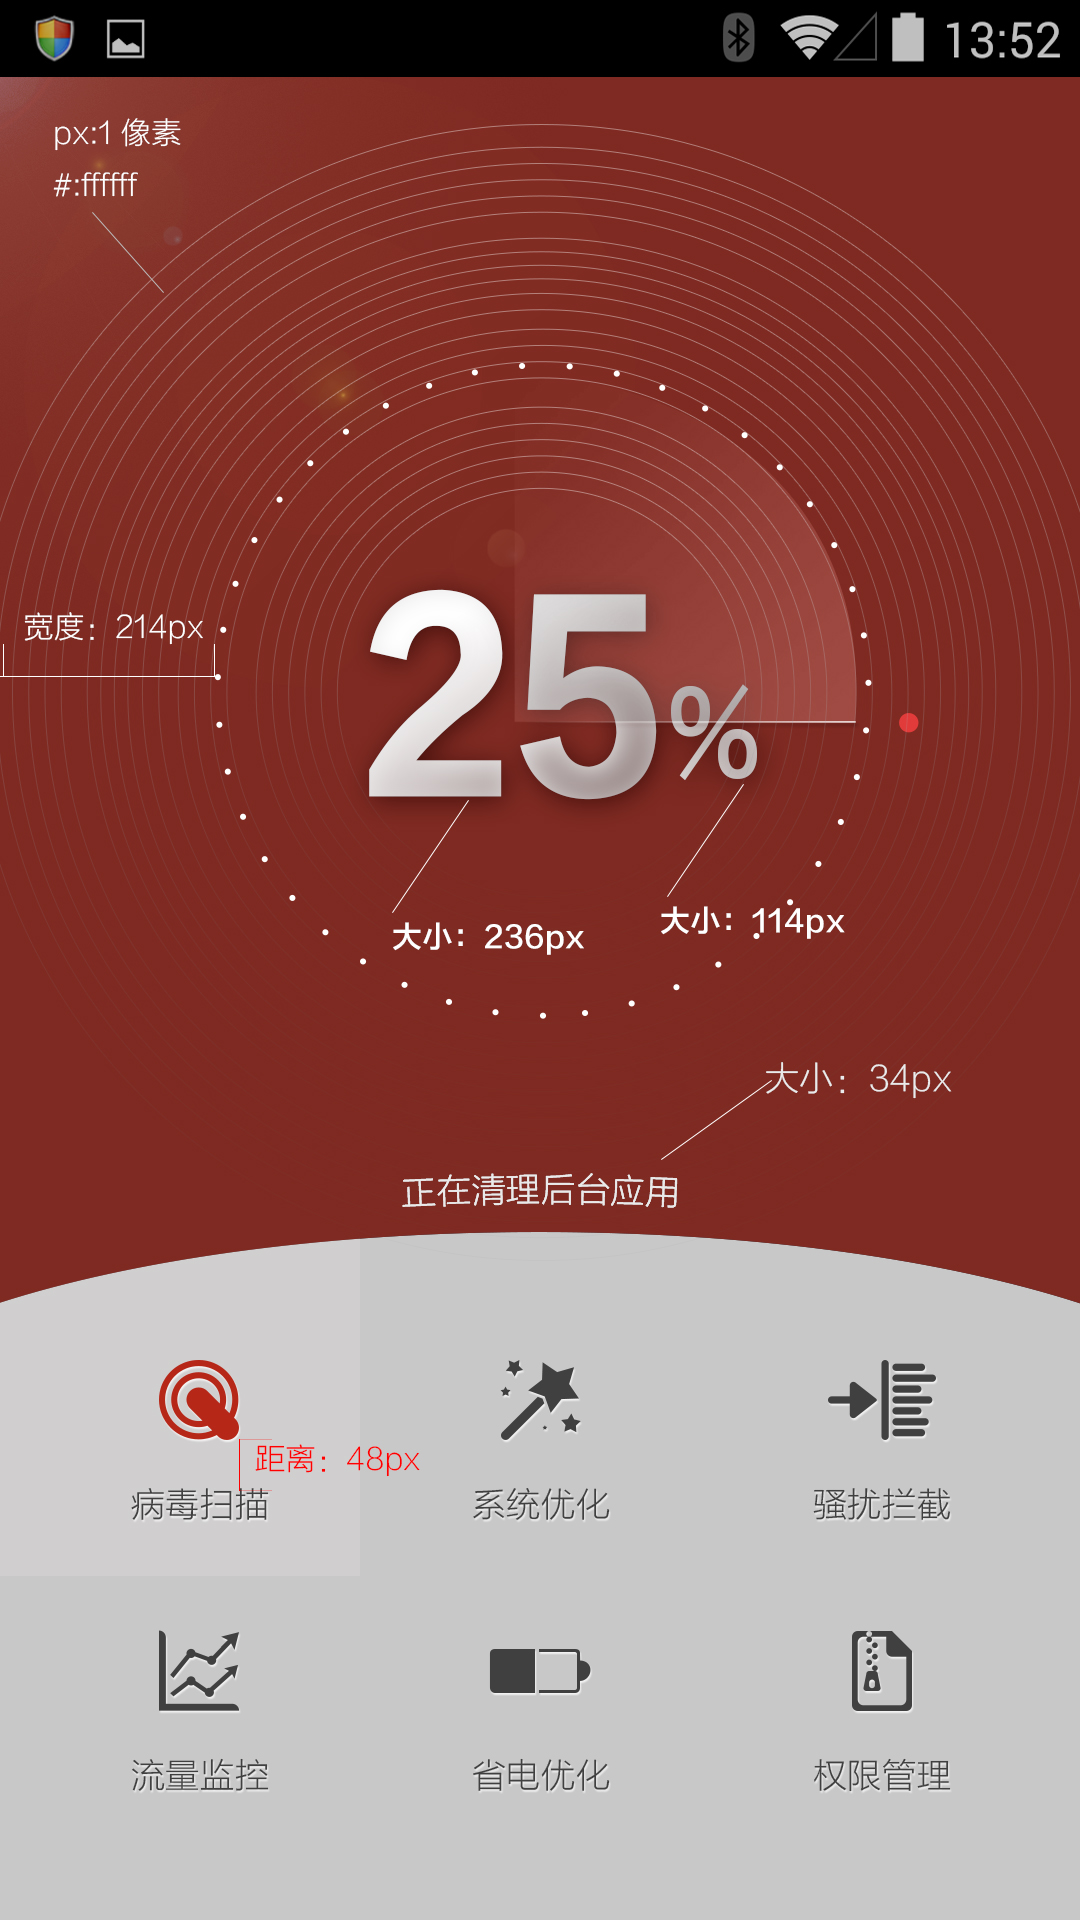 13:52
px:1 像素
#:ffffff
宽度：214px
25%
大小：236px
大小：114px
大小：34px
正在清理后台应用
距离：48px
病毒扫描
系统优化
骚扰拦截
流量监控
省电优化
权限管理